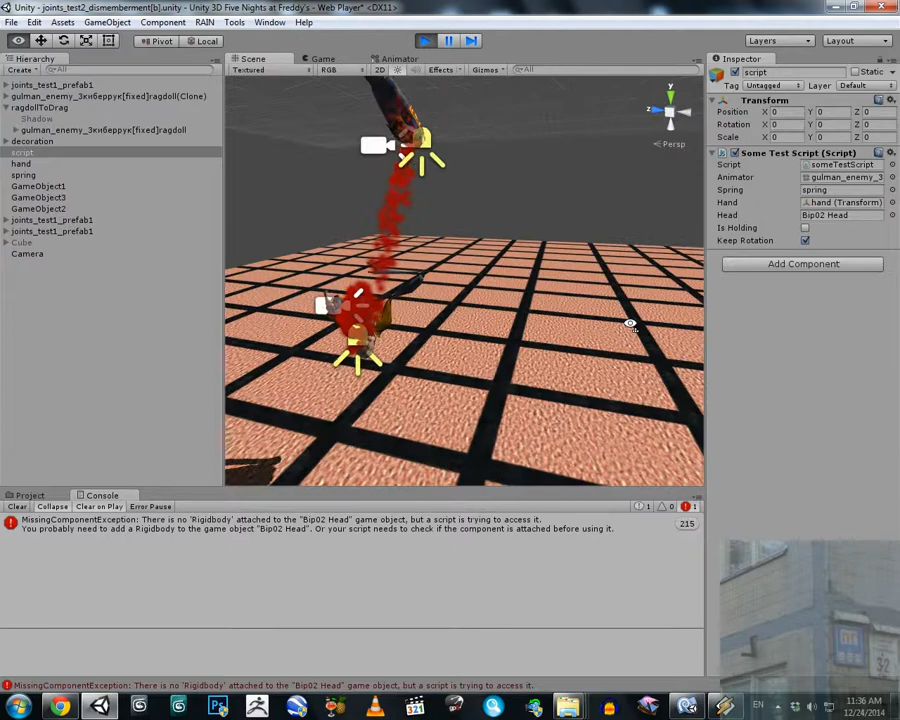 Unity - joints_test2_dismemberment[b].unity - Unity 3D Five Nights at Freddy's - Web Player* <DX11>
File Edit Assets GameObject Component RAIN Tools Window Help
Pivot Local Layers Layout
Hierarchy Scene Game Animator Inspector
Create All Textured RGB 2D Effects Gizmos All
script Static
Tag Untagged Layer Default
joints_test1_prefab1
gulman_enemy_3киберрук[fixed]ragdoll(Clone)
ragdollToDrag
Shadow
gulman_enemy_3киберрук[fixed]ragdoll
decoration
script
hand
spring
GameObject1
GameObject3
GameObject2
joints_test1_prefab1
joints_test1_prefab1
Cube
Camera
y
z
Persp
Transform
Position X 0 Y 0 Z 0
Rotation X 0 Y 0 Z 0
Scale X 0 Y 0 Z 0
Some Test Script (Script)
Script someTestScript
Animator gulman_enemy_3
Spring spring
Hand hand (Transform)
Head Bip02 Head
Is Holding
Keep Rotation
Add Component
Project Console
Clear Collapse Clear on Play Error Pause 1 0 1
MissingComponentException: There is no 'Rigidbody' attached to the "Bip02 Head" game object, but a script is trying to access it.
You probably need to add a Rigidbody to the game object "Bip02 Head". Or your script needs to check if the component is attached before using it.
215
MissingComponentException: There is no 'Rigidbody' attached to the "Bip02 Head" game object, but a script is trying to access it.
32
321
EN
11:36 AM
12/24/2014